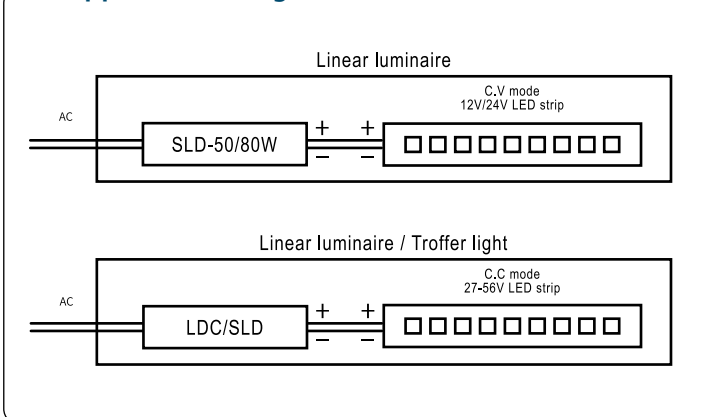 Linear luminaire
C.V mode
12V/24V LED strip
AC
SLD-50/80W
+ +
– –
Linear luminaire / Troffer light
C.C mode
27-56V LED strip
AC
LDC/SLD
+ +
– –